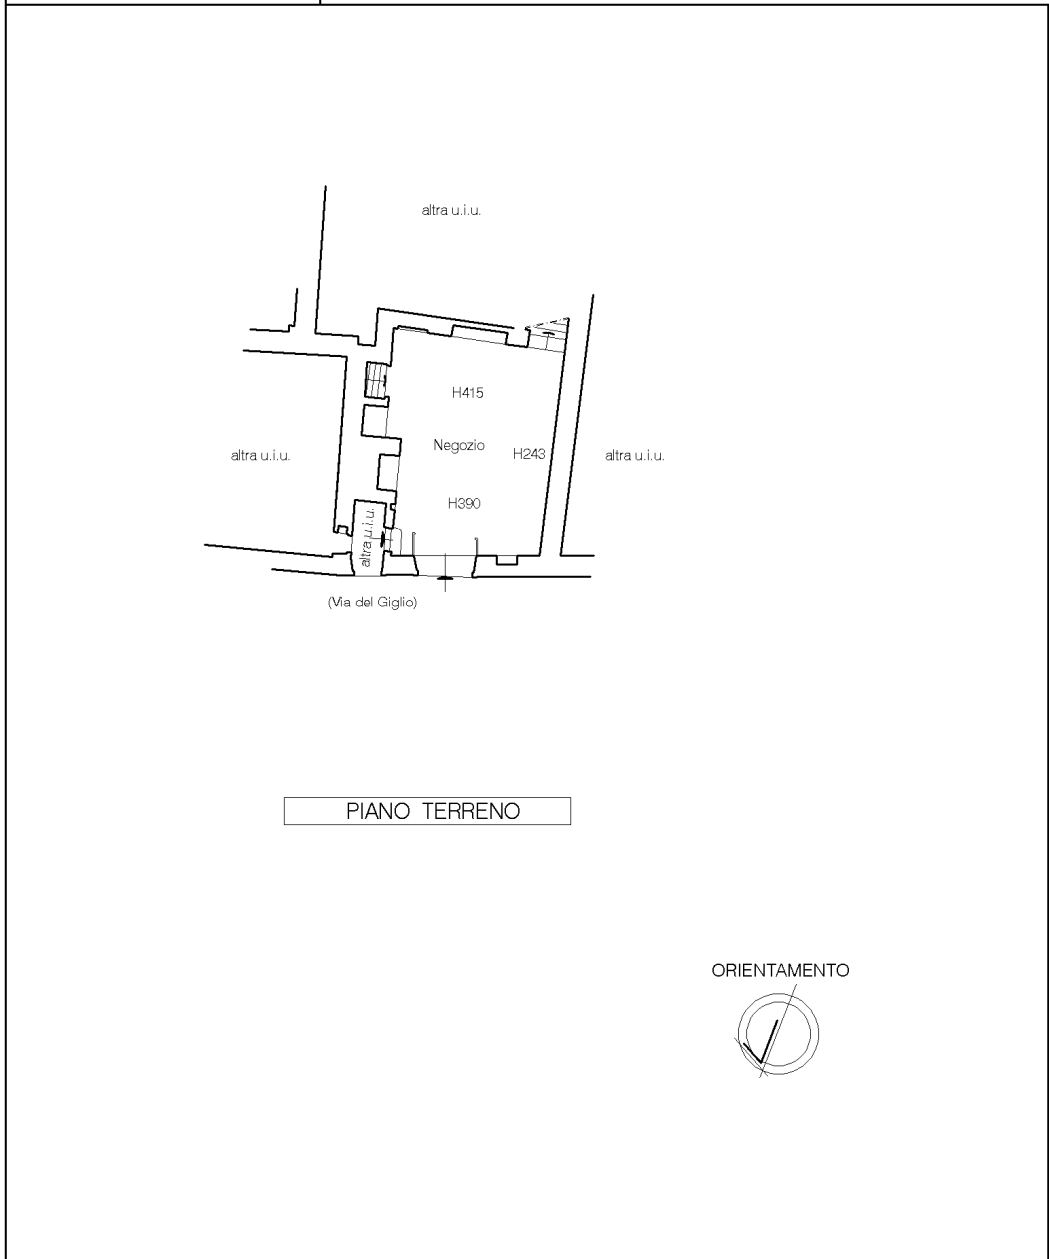 altra u.i.u.
H415
Negozio
altra u.i.u.
H243
altra u.i.u.
H390
altra u.i.u.
(Via del Giglio)
PIANO TERRENO
ORIENTAMENTO